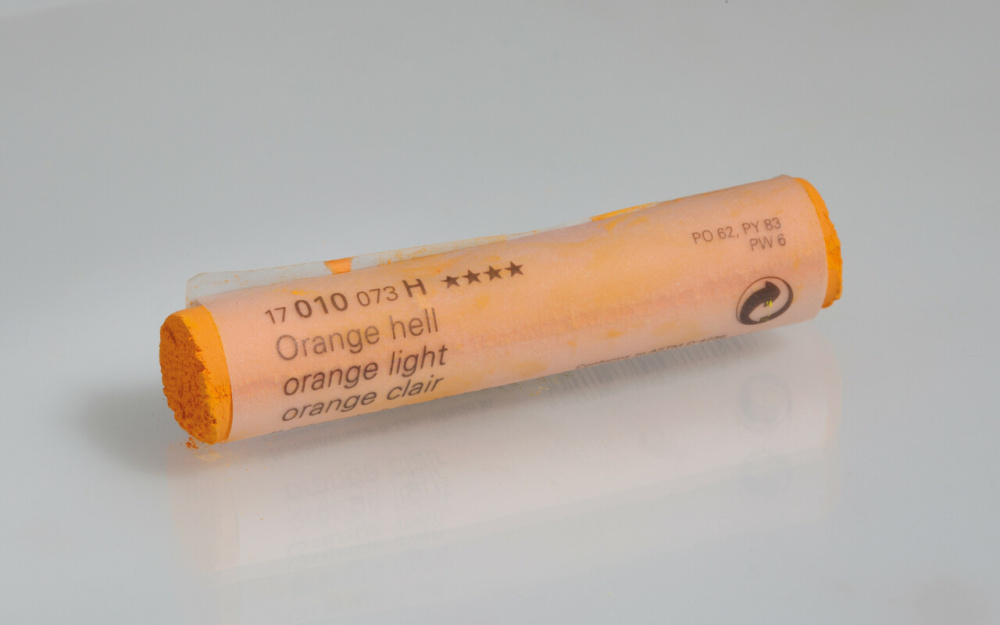 17 010 073 H ★★★★
Orange hell
orange light
orange clair
PO 62, PY 83
PW 6